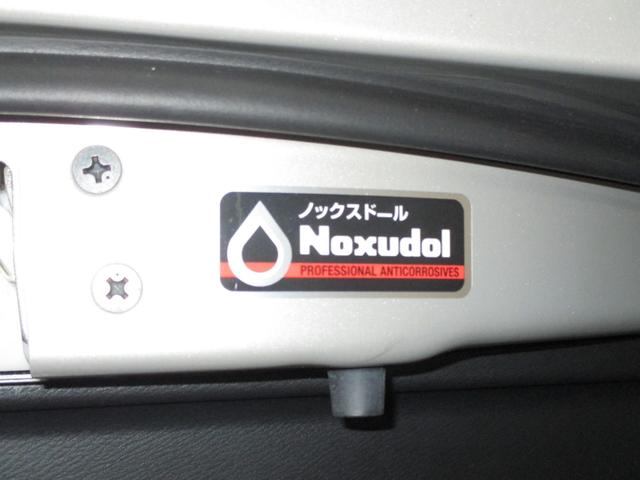 ノックスドール
Noxudol
PROFESSIONAL ANTICORROSIVES